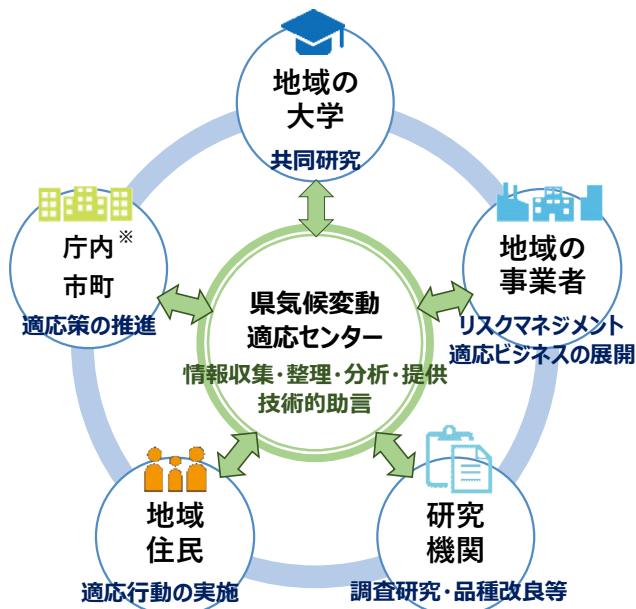 地域の
大学
共同研究
庁内※
市町
適応策の推進
地域の
事業者
リスクマネジメント
適応ビジネスの展開
県気候変動
適応センター
情報収集・整理・分析・提供
技術的助言
地域
住民
適応行動の実施
研究
機関
調査研究・品種改良等